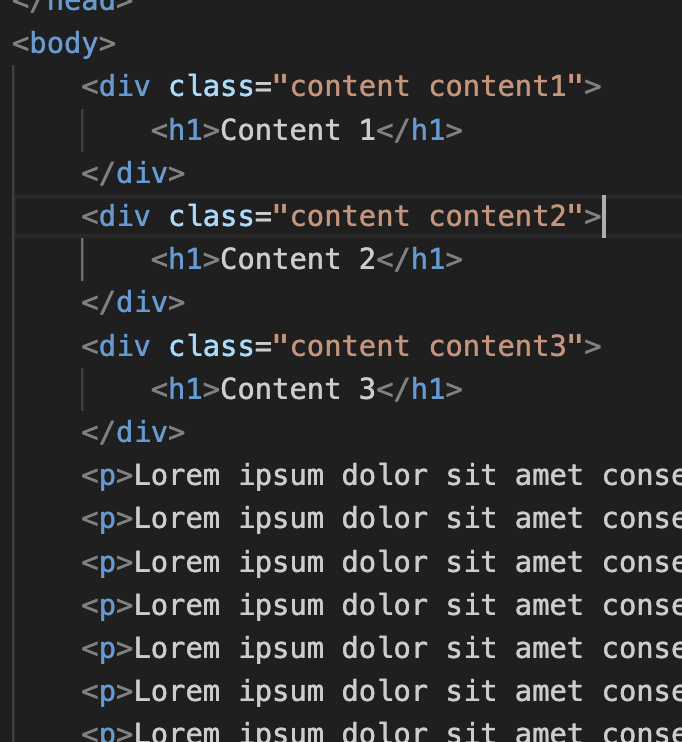 </head>
<body>
<div class="content content1">
<h1>Content 1</h1>
</div>
<div class="content content2">
<h1>Content 2</h1>
</div>
<div class="content content3">
<h1>Content 3</h1>
</div>
<p>Lorem ipsum dolor sit amet conse
<p>Lorem ipsum dolor sit amet conse
<p>Lorem ipsum dolor sit amet conse
<p>Lorem ipsum dolor sit amet conse
<p>Lorem ipsum dolor sit amet conse
<p>Lorem ipsum dolor sit amet conse
<p>Lorem ipsum dolor sit amet conse